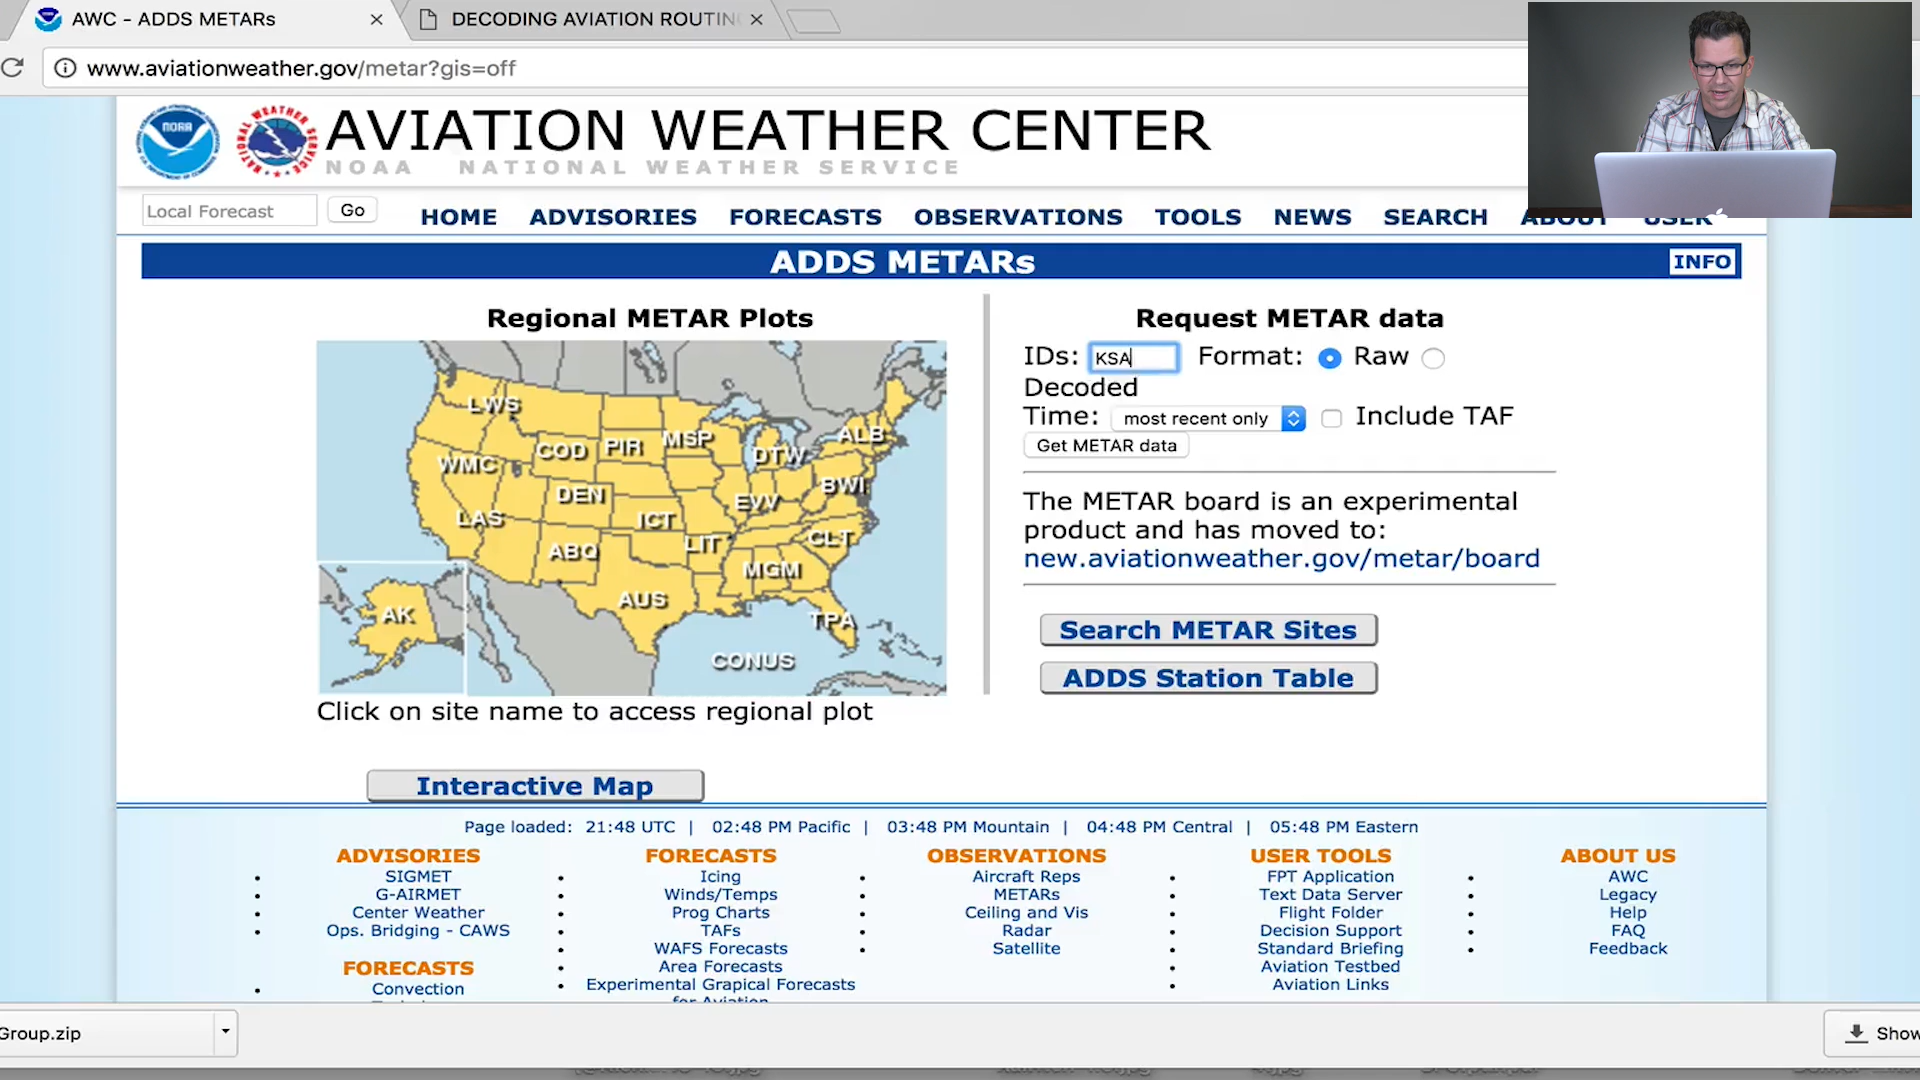 AWC - ADDS METARs
DECODING AVIATION ROUTIN
www.aviationweather.gov/metar?gis=off
NOAA
AVIATION WEATHER CENTER
NOAA NATIONAL WEATHER SERVICE
Local Forecast
Go
HOME ADVISORIES FORECASTS OBSERVATIONS TOOLS NEWS SEARCH ABOUT USER
ADDS METARs
INFO
Regional METAR Plots
LWS
COD
PIR
MSP
DTW
ALB
WMC
DEN
EVV
BWI
LAS
ICT
ABQ
LIT
CLT
MGM
AUS
TPA
AK
CONUS
Click on site name to access regional plot
Interactive Map
Request METAR data
IDs: KSA Format: Raw
Decoded
Time: most recent only Include TAF
Get METAR data
The METAR board is an experimental
product and has moved to:
new.aviationweather.gov/metar/board
Search METAR Sites
ADDS Station Table
Page loaded: 21:48 UTC | 02:48 PM Pacific | 03:48 PM Mountain | 04:48 PM Central | 05:48 PM Eastern
ADVISORIES
SIGMET
G-AIRMET
Center Weather
Ops. Bridging - CAWS
FORECASTS
Convection
FORECASTS
Icing
Winds/Temps
Prog Charts
TAFs
WAFS Forecasts
Area Forecasts
Experimental Grapical Forecasts
for Aviation
OBSERVATIONS
Aircraft Reps
METARs
Ceiling and Vis
Radar
Satellite
USER TOOLS
FPT Application
Text Data Server
Flight Folder
Decision Support
Standard Briefing
Aviation Testbed
Aviation Links
ABOUT US
AWC
Legacy
Help
FAQ
Feedback
Group.zip
Show